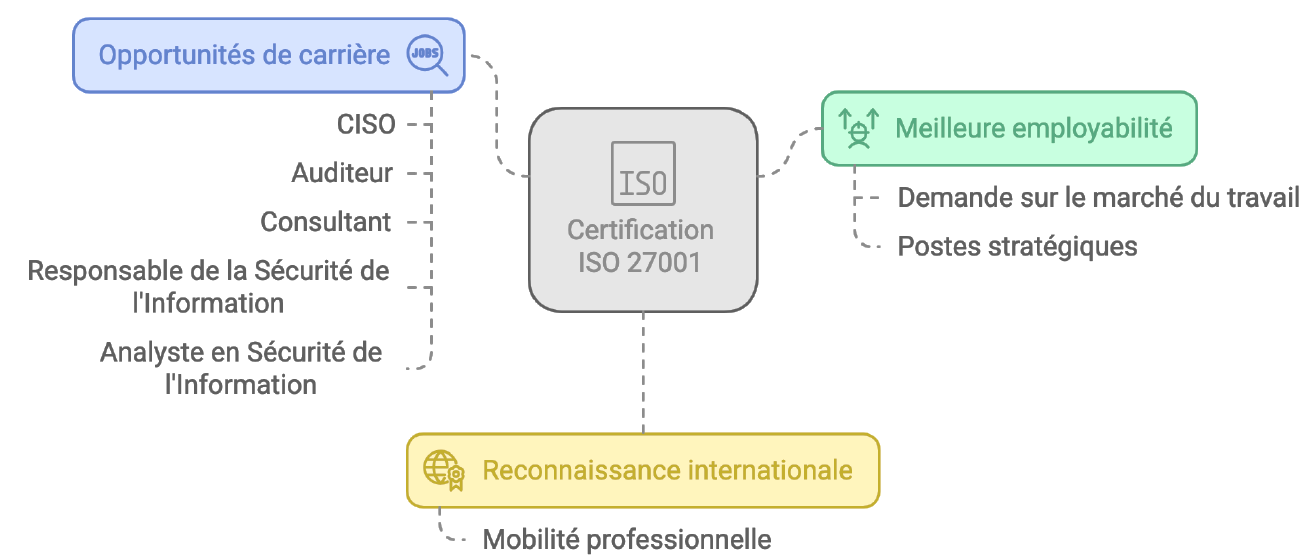 Opportunités de carrière
JOBS
CISO
Auditeur
Consultant
Responsable de la Sécurité de
l'Information
Analyste en Sécurité de
l'Information
ISO
Certification
ISO 27001
Meilleure employabilité
Demande sur le marché du travail
Postes stratégiques
Reconnaissance internationale
Mobilité professionnelle